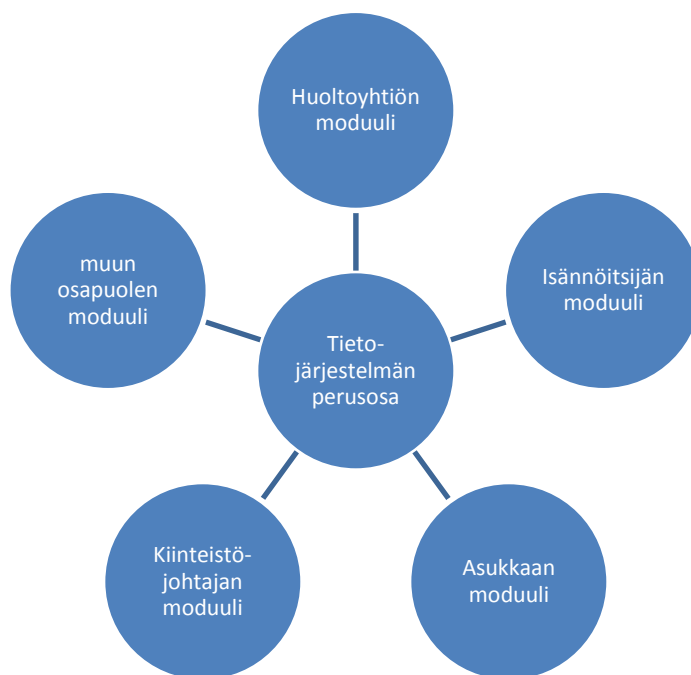 Huoltoyhtiön
moduuli
muun
osapuolen
moduuli
Isännöitsijän
moduuli
Tieto-
järjestelmän
perusosa
Kiinteistö-
johtajan
moduuli
Asukkaan
moduuli